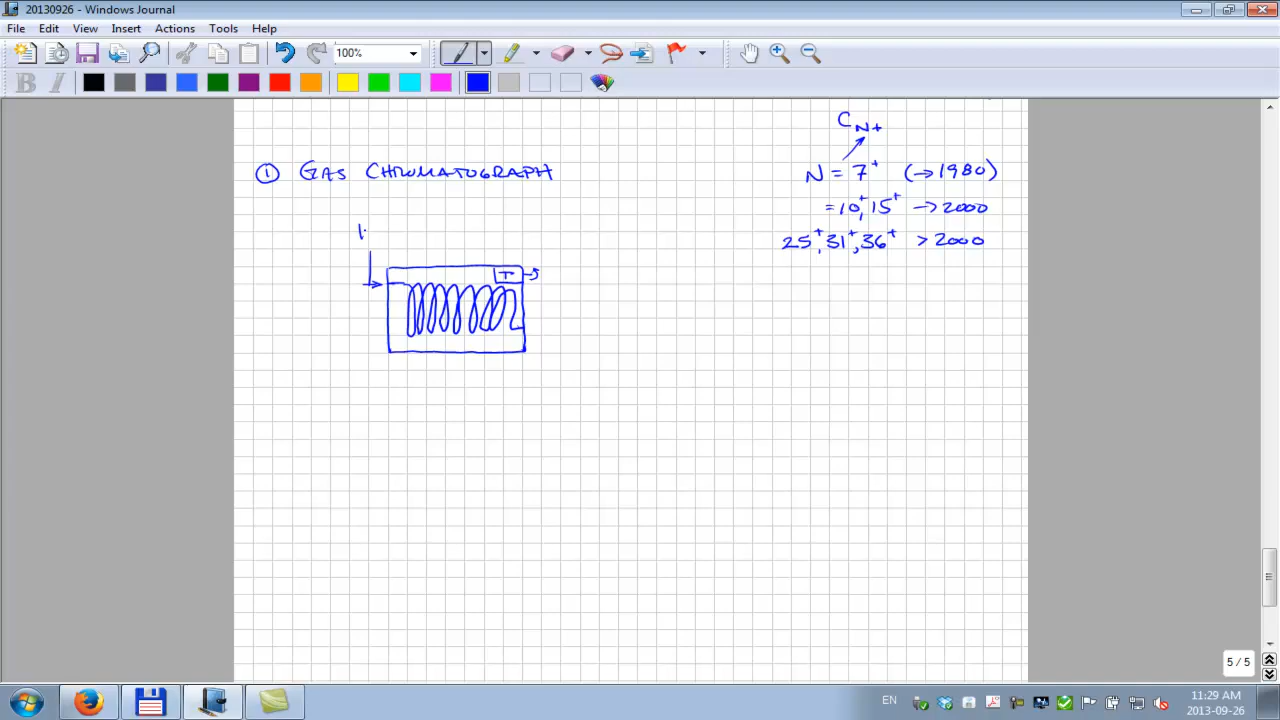 20130926 - Windows Journal
File Edit View Insert Actions Tools Help
100%
B I
C N+
① GAS CHROMATOGRAPH
N = 7+ (→ 1980)
= 10+, 15+ → 2000
25+, 31+, 36+ > 2000
T
5 / 5
EN
11:29 AM
2013-09-26